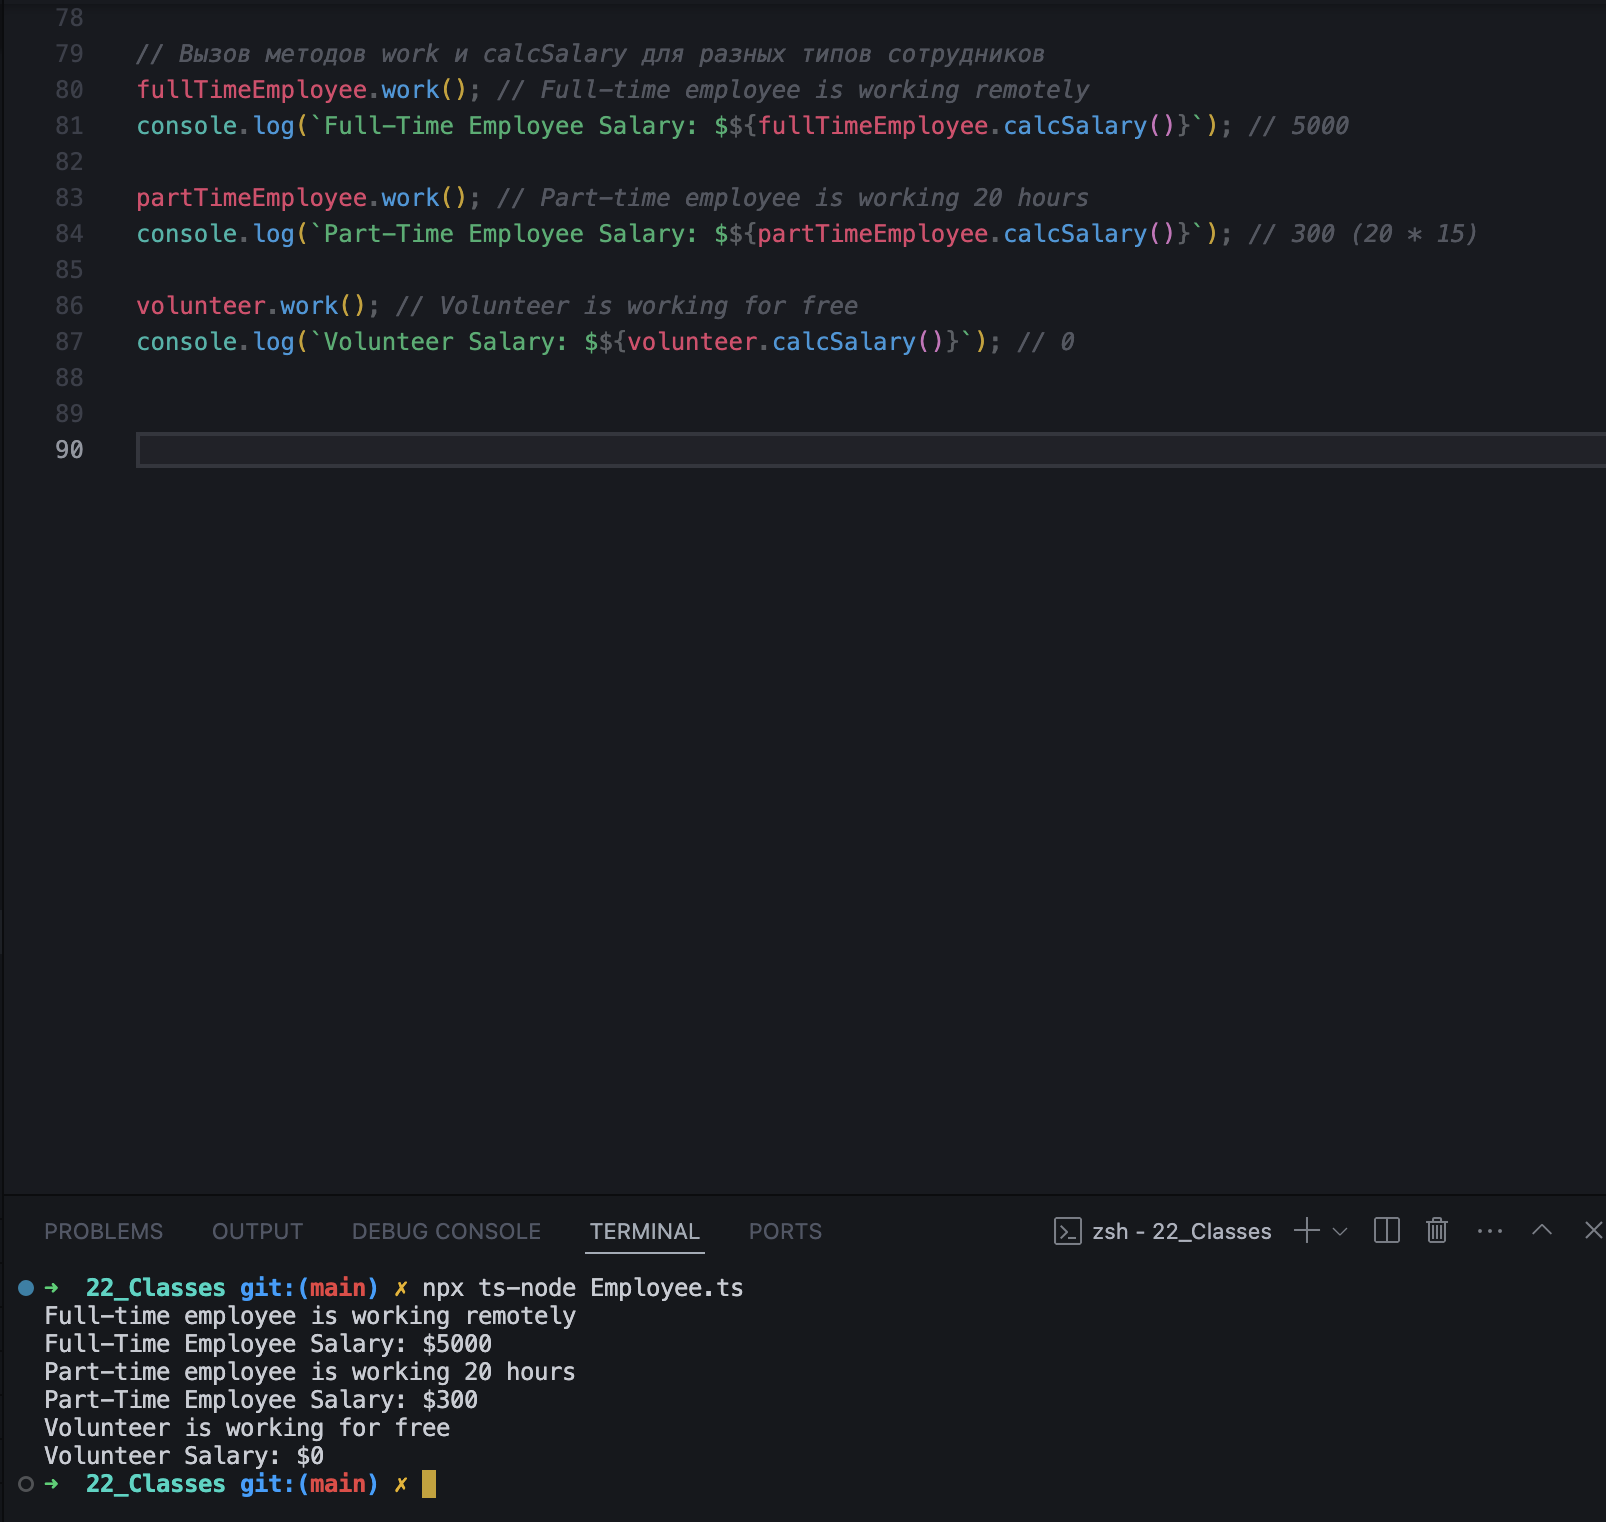 78
79 // Вызов методов work и calcSalary для разных типов сотрудников
80 fullTimeEmployee.work(); // Full-time employee is working remotely
81 console.log(`Full-Time Employee Salary: $${fullTimeEmployee.calcSalary()}`); // 5000
82
83 partTimeEmployee.work(); // Part-time employee is working 20 hours
84 console.log(`Part-Time Employee Salary: $${partTimeEmployee.calcSalary()}`); // 300 (20 * 15)
85
86 volunteer.work(); // Volunteer is working for free
87 console.log(`Volunteer Salary: $${volunteer.calcSalary()}`); // 0
88
89
90
PROBLEMS OUTPUT DEBUG CONSOLE TERMINAL PORTS zsh - 22_Classes
➜ 22_Classes git:(main) ✗ npx ts-node Employee.ts
Full-time employee is working remotely
Full-Time Employee Salary: $5000
Part-time employee is working 20 hours
Part-Time Employee Salary: $300
Volunteer is working for free
Volunteer Salary: $0
➜ 22_Classes git:(main) ✗